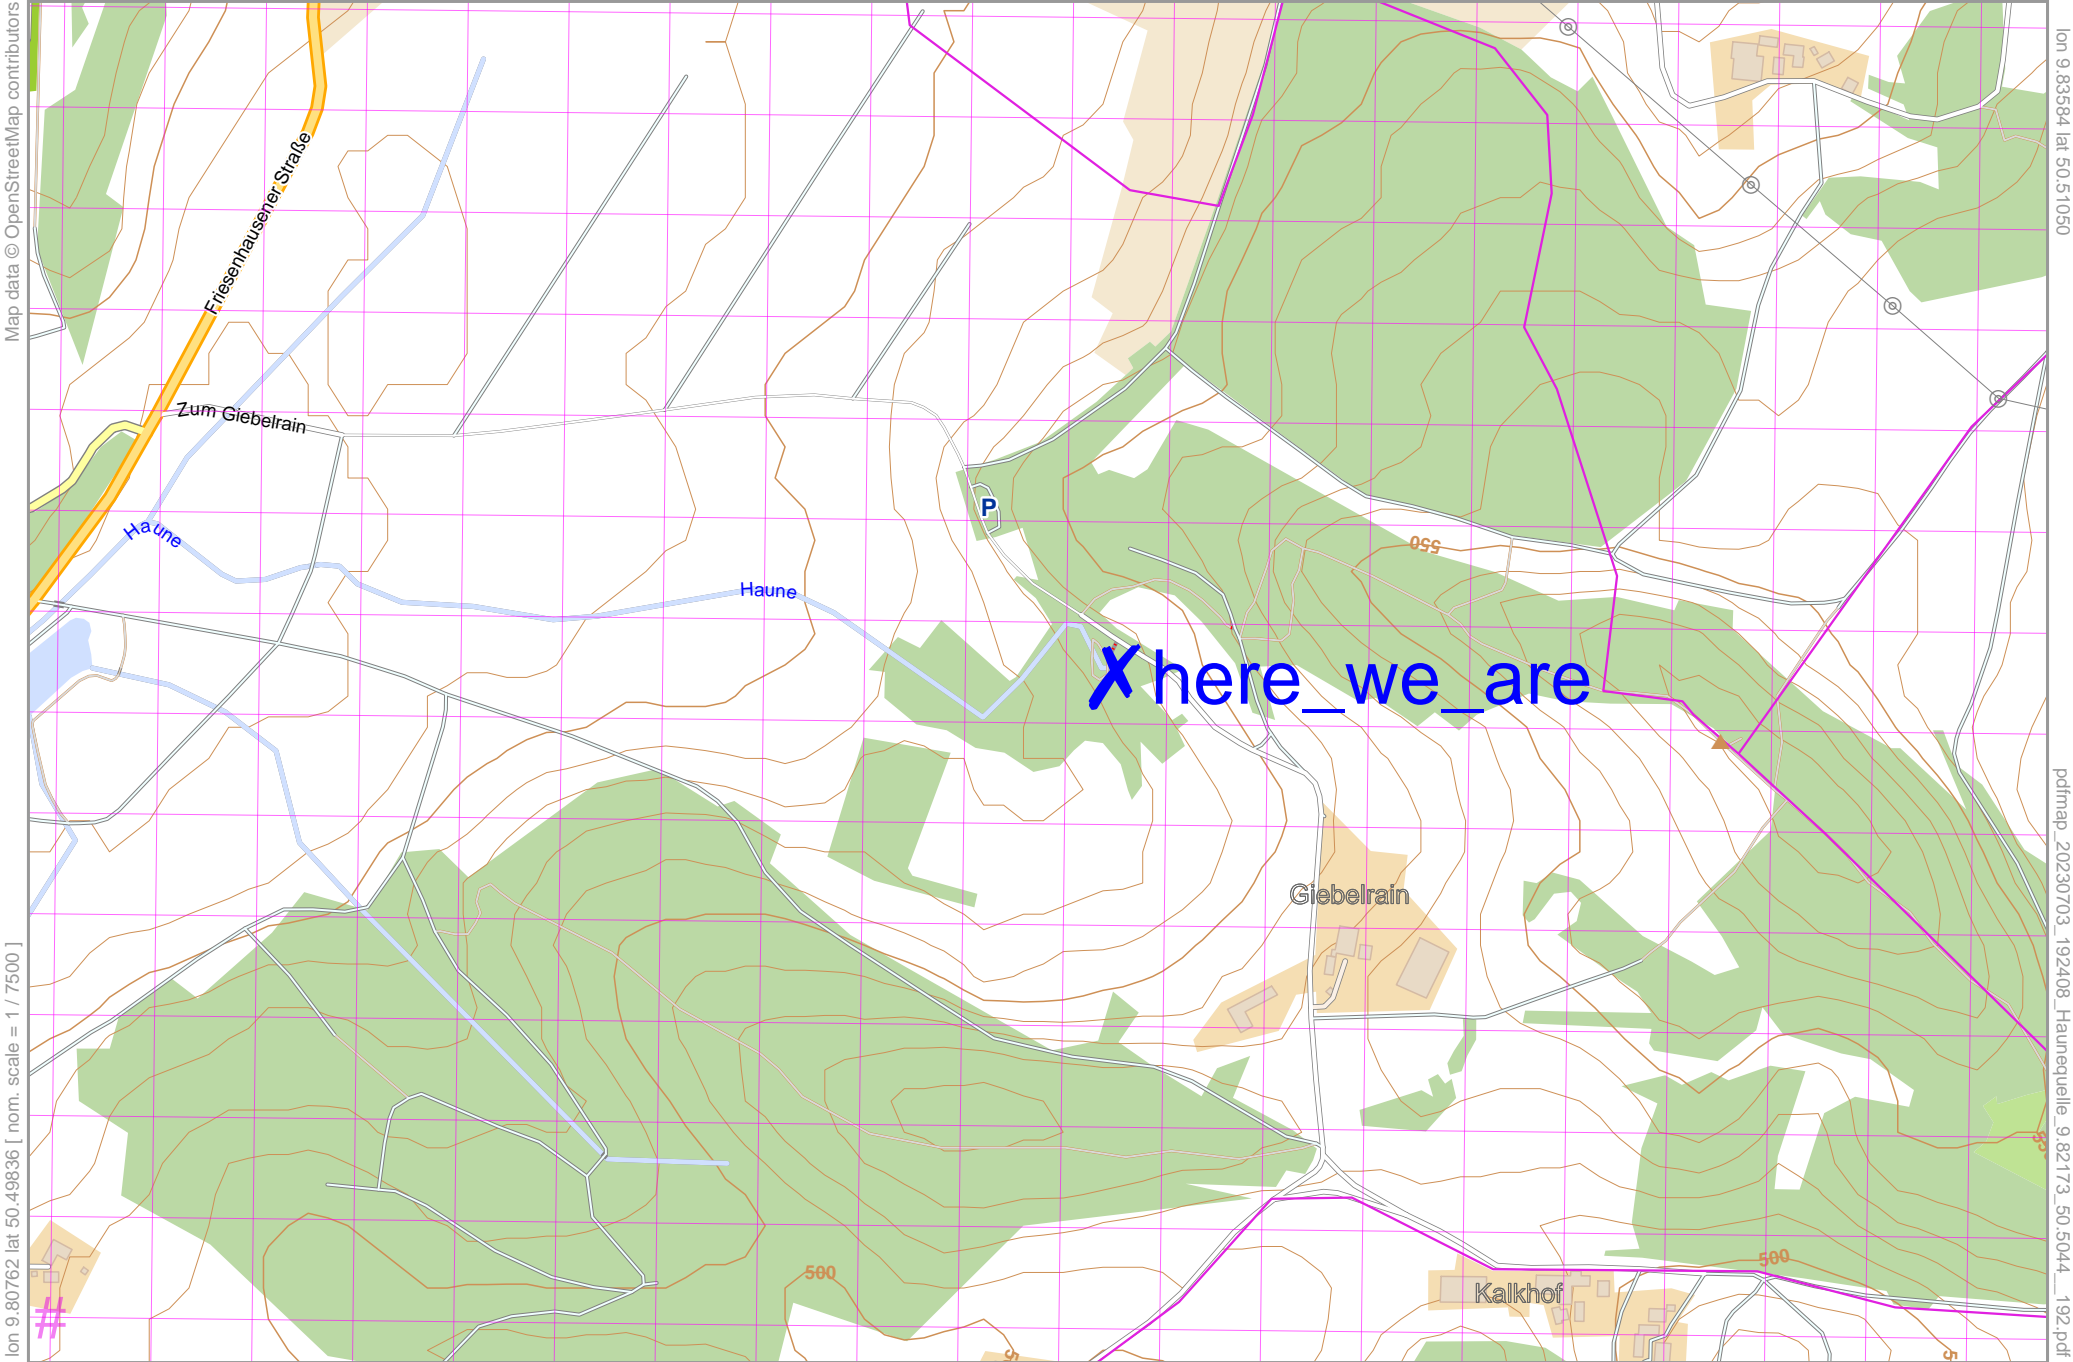 Map data © OpenStreetMap contributors
lon 9.80762 lat 50.49836 [ nom. scale = 1 / 7500 ]
lon 9.83584 lat 50.51050
pdfmap_20230703_192408_Haunequelle_9.82173_50.5044__192.pdf
Friesenhausener Straße
Zum Giebelrain
Haune
Haune
P
550
✗here_we_are
Giebelrain
500
500
Kalkhof
#